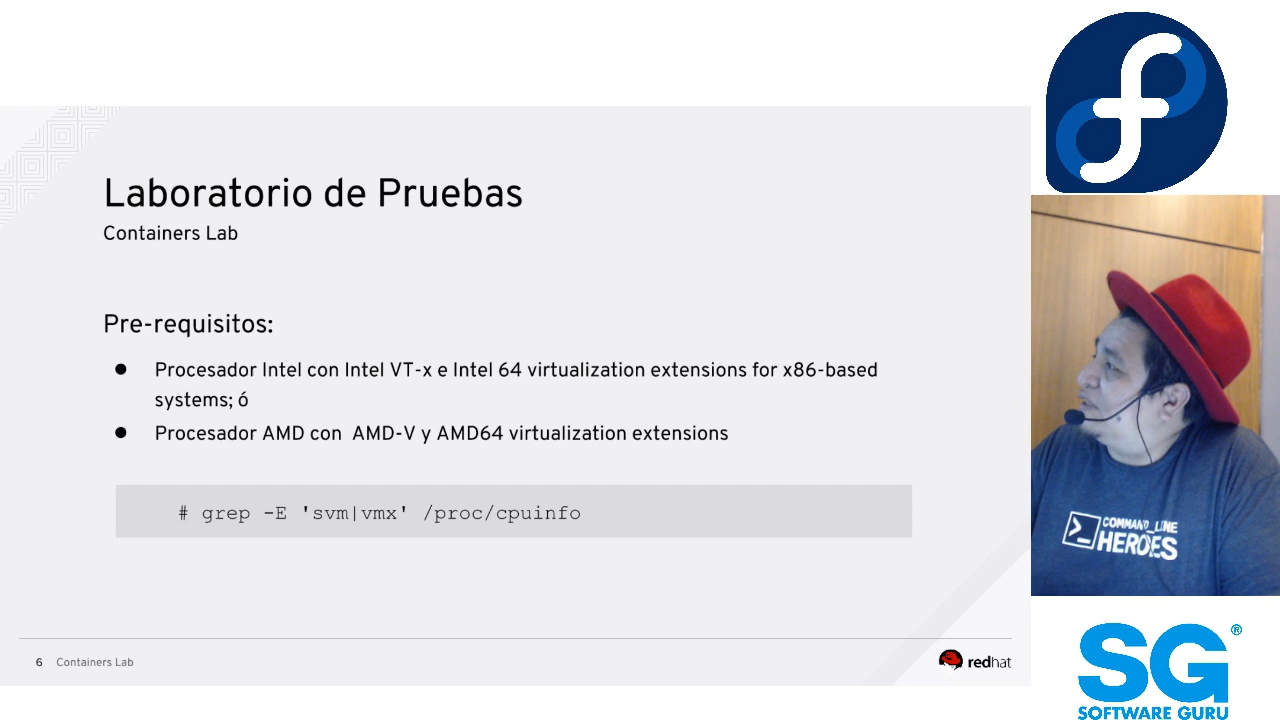 Laboratorio de Pruebas
Containers Lab
Pre-requisitos:
● Procesador Intel con Intel VT-x e Intel 64 virtualization extensions for x86-based
systems; ó
● Procesador AMD con AMD-V y AMD64 virtualization extensions
# grep -E 'svm|vmx' /proc/cpuinfo
6 Containers Lab
redhat
>_ COMMAND_LINE
HEROES
SG®
SOFTWARE GURU